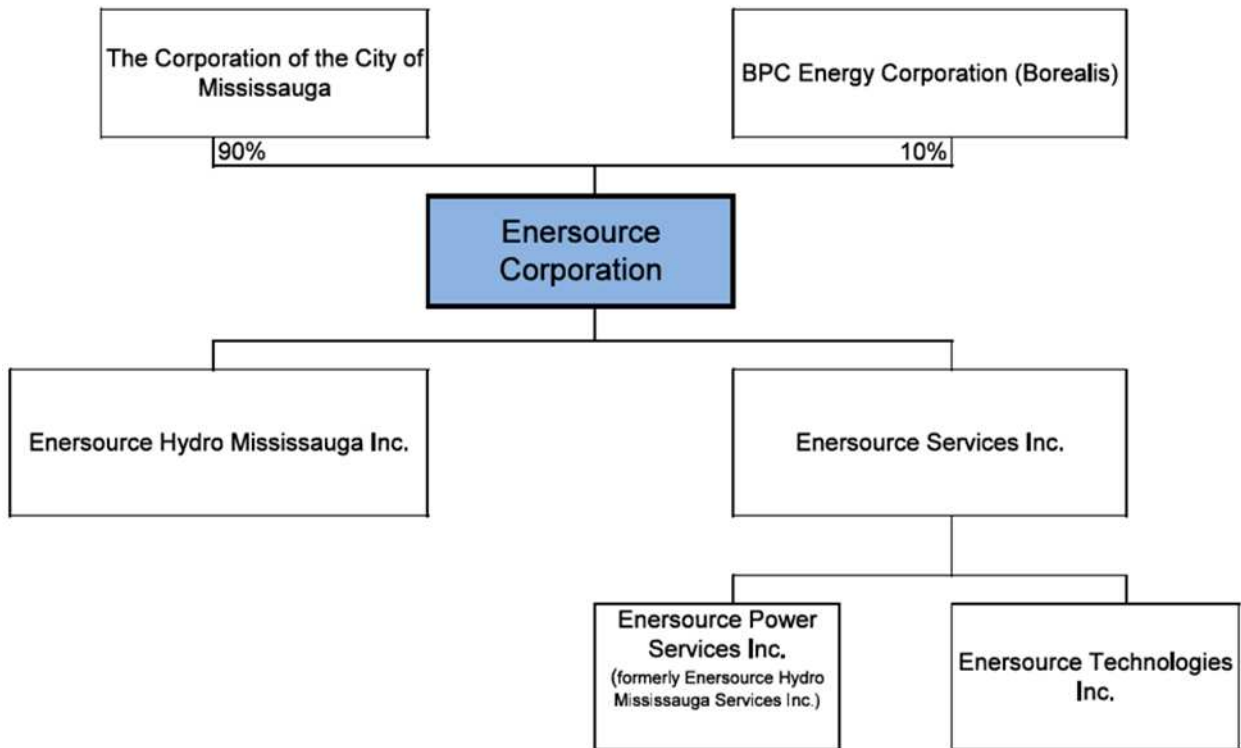 The Corporation of the City of
Mississauga
BPC Energy Corporation (Borealis)
90%
10%
Enersource
Corporation
Enersource Hydro Mississauga Inc.
Enersource Services Inc.
Enersource Power
Services Inc.
(formerly Enersource Hydro
Mississauga Services Inc.)
Enersource Technologies
Inc.